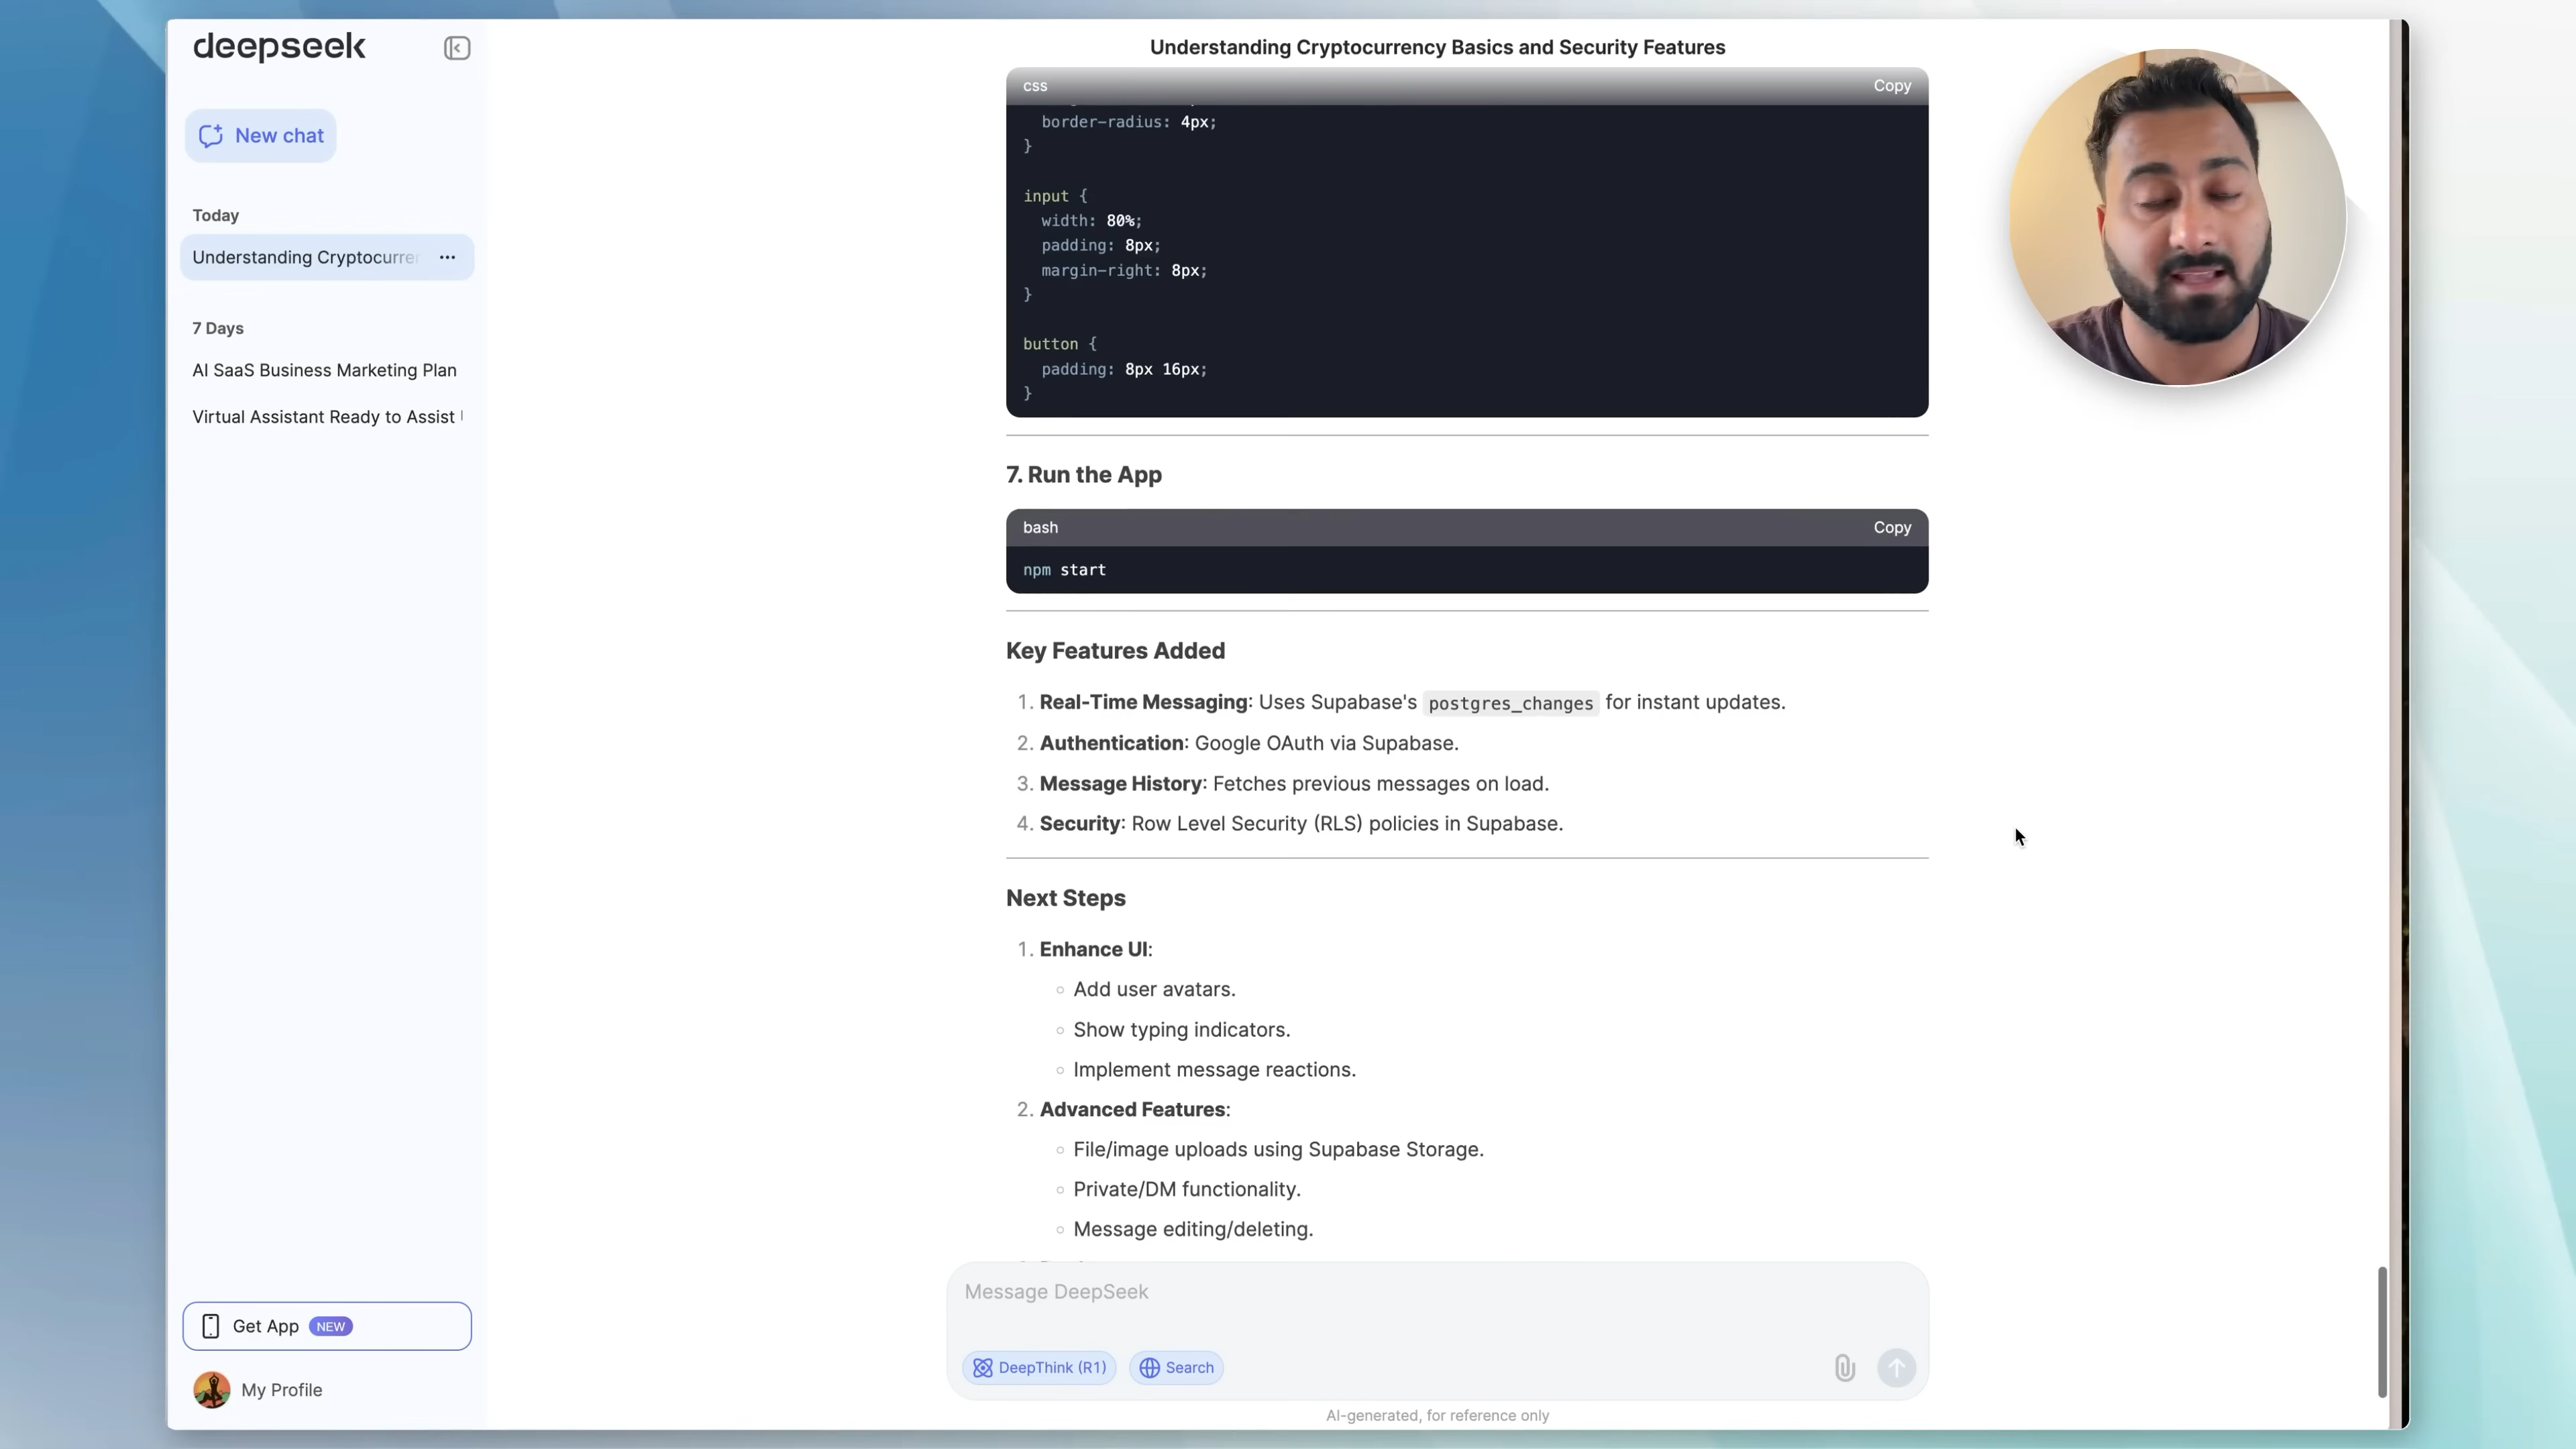 deepseek
New chat
Today
Understanding Cryptocurre
7 Days
AI SaaS Business Marketing Plan
Virtual Assistant Ready to Assist
Get App NEW
My Profile
Understanding Cryptocurrency Basics and Security Features
css Copy
border-radius: 4px;
}
input {
width: 80%;
padding: 8px;
margin-right: 8px;
}
button {
padding: 8px 16px;
}
7. Run the App
bash Copy
npm start
Key Features Added
1. Real-Time Messaging: Uses Supabase's postgres_changes for instant updates.
2. Authentication: Google OAuth via Supabase.
3. Message History: Fetches previous messages on load.
4. Security: Row Level Security (RLS) policies in Supabase.
Next Steps
1. Enhance UI:
Add user avatars.
Show typing indicators.
Implement message reactions.
2. Advanced Features:
File/image uploads using Supabase Storage.
Private/DM functionality.
Message editing/deleting.
Message DeepSeek
DeepThink (R1) Search
AI-generated, for reference only